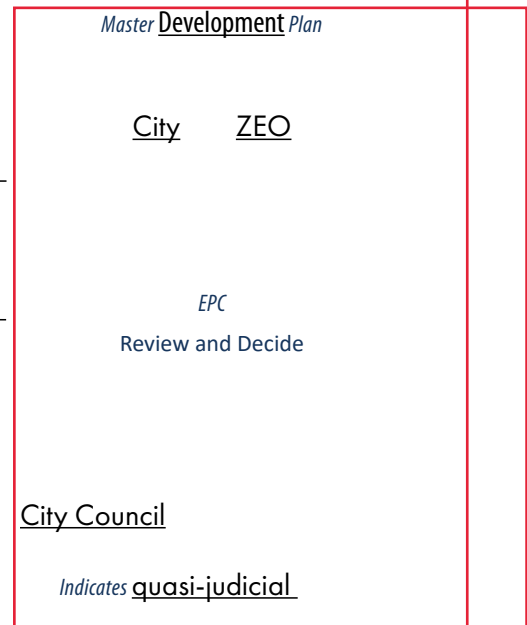 Master Development Plan
City ZEO
EPC
Review and Decide
City Council
Indicates quasi-judicial